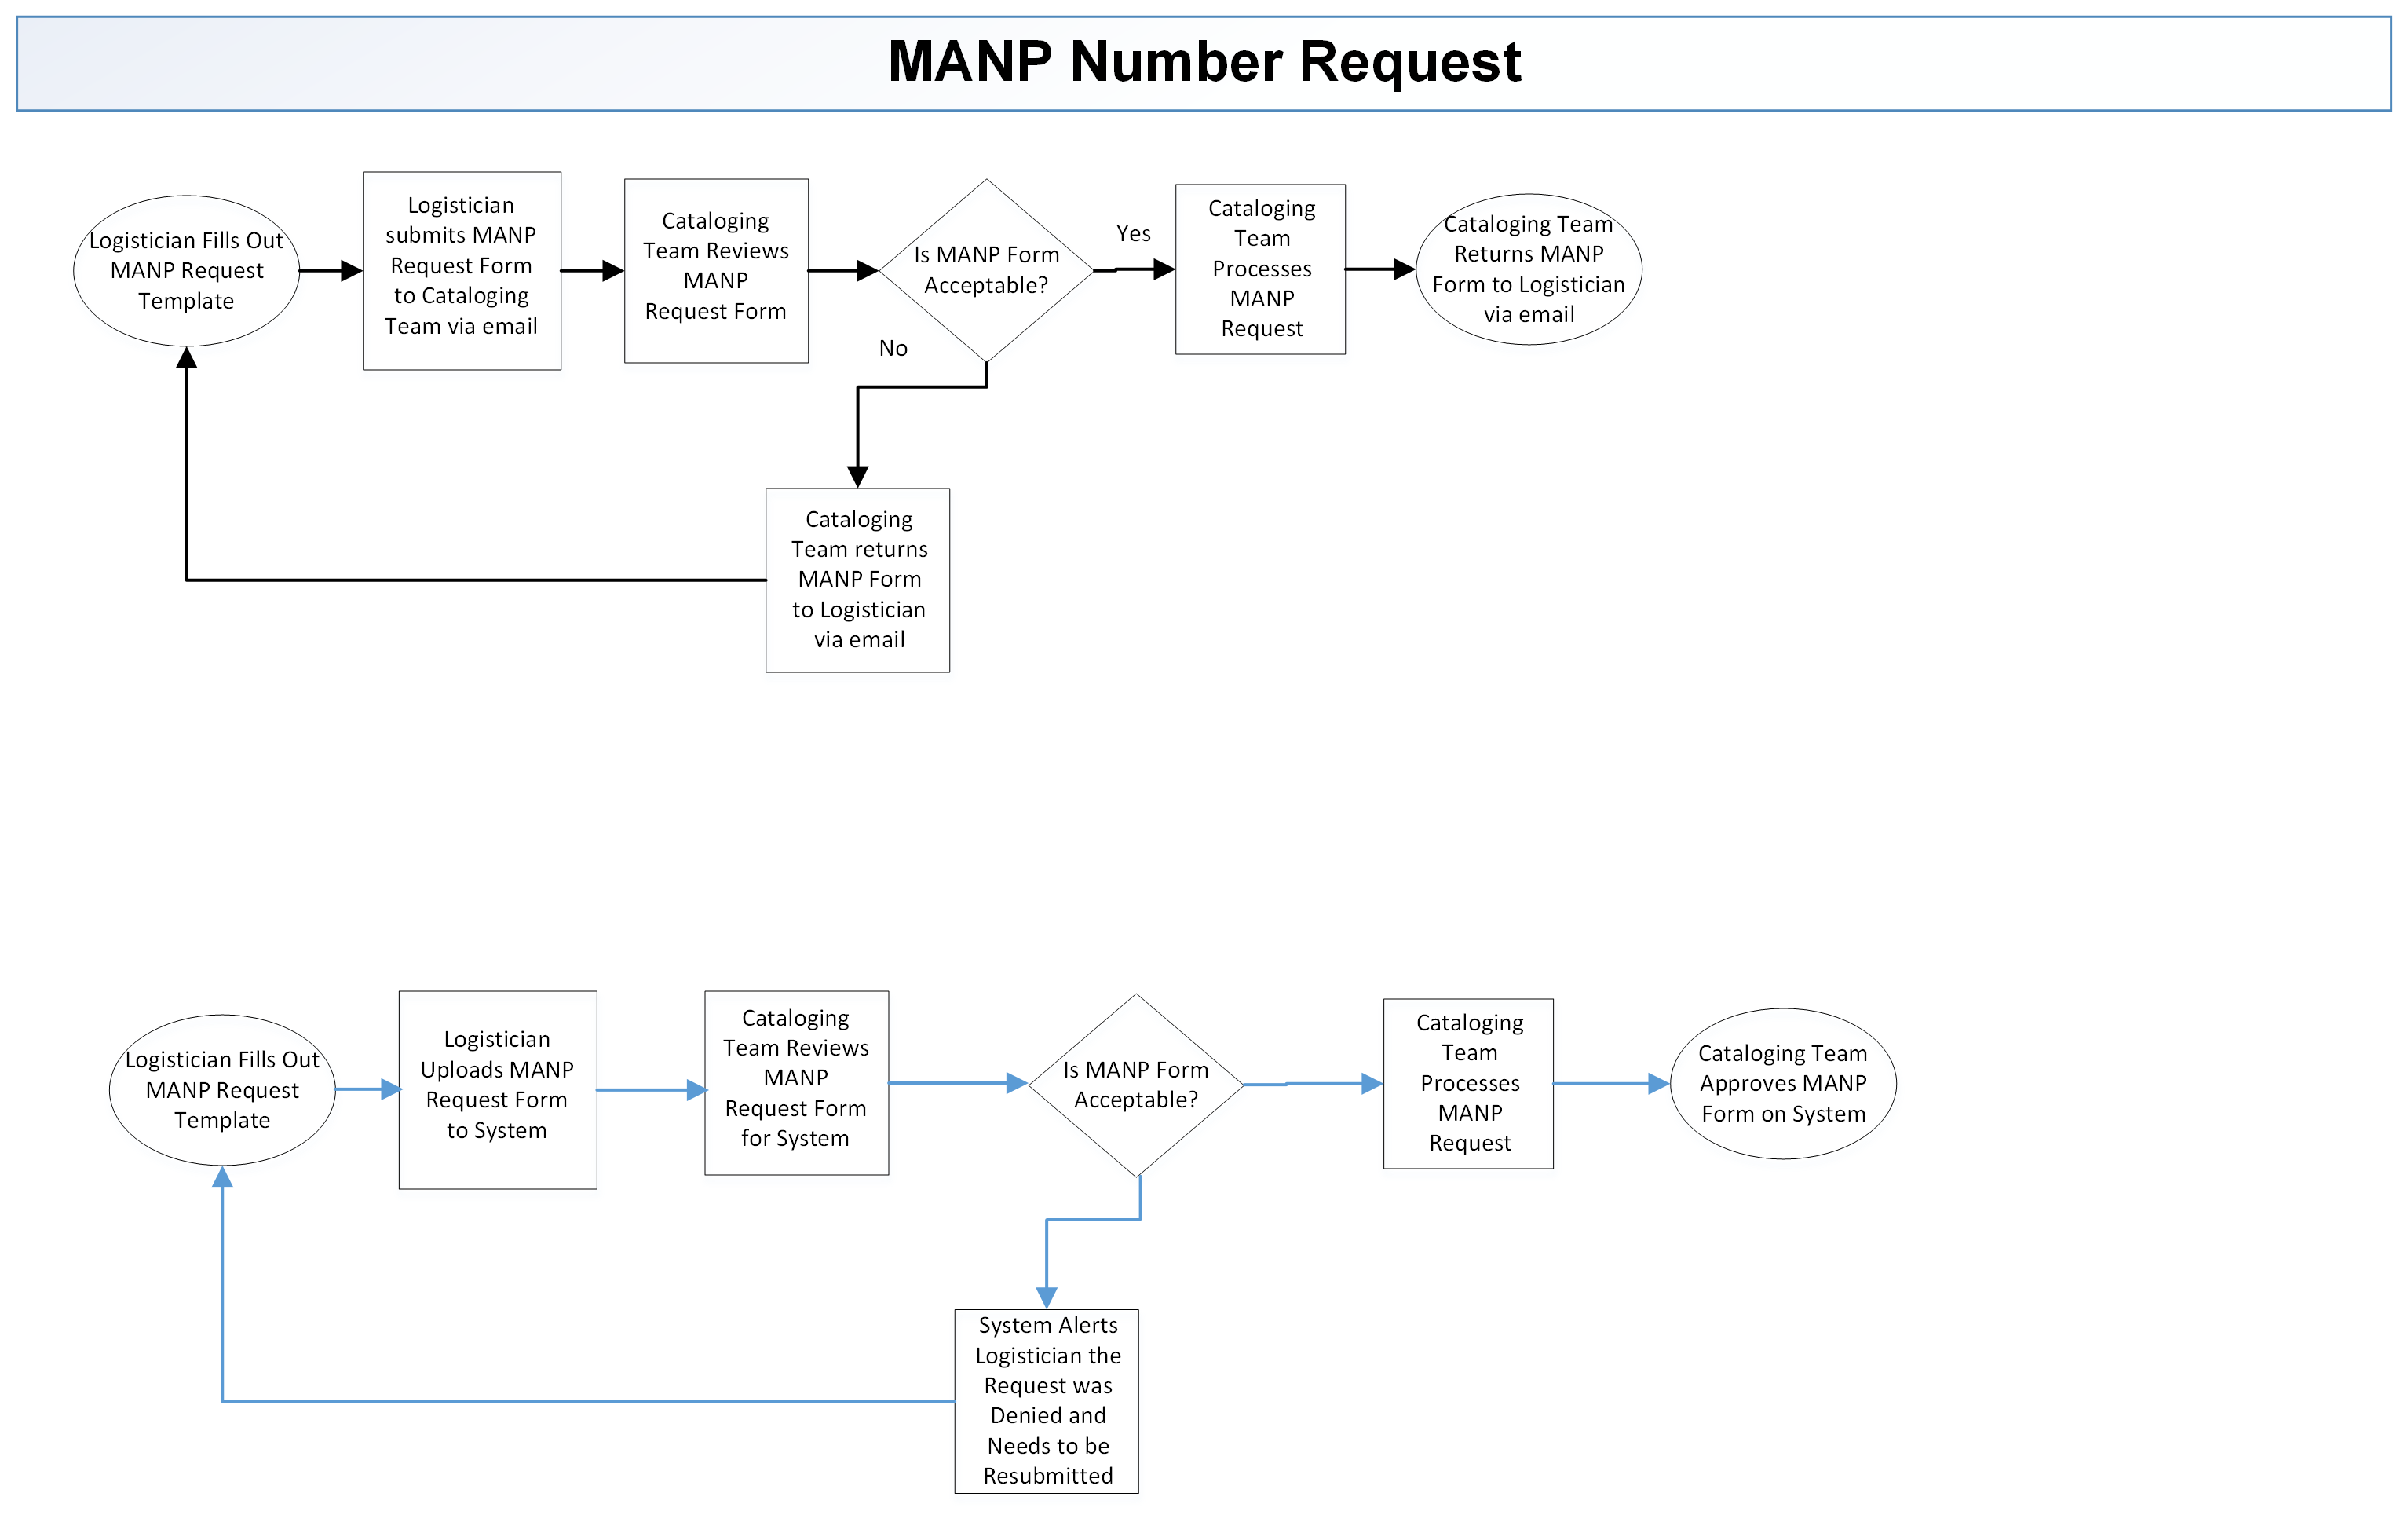 MANP Number Request
Logistician Fills Out
MANP Request
Template
Logistician
submits MANP
Request Form
to Cataloging
Team via email
Cataloging
Team Reviews
MANP
Request Form
Is MANP Form
Acceptable?
Yes
Cataloging
Team
Processes
MANP
Request
Cataloging Team
Returns MANP
Form to Logistician
via email
No
Cataloging
Team returns
MANP Form
to Logistician
via email
Logistician Fills Out
MANP Request
Template
Logistician
Uploads MANP
Request Form
to System
Cataloging
Team Reviews
MANP
Request Form
for System
Is MANP Form
Acceptable?
Cataloging
Team
Processes
MANP
Request
Cataloging Team
Approves MANP
Form on System
System Alerts
Logistician the
Request was
Denied and
Needs to be
Resubmitted